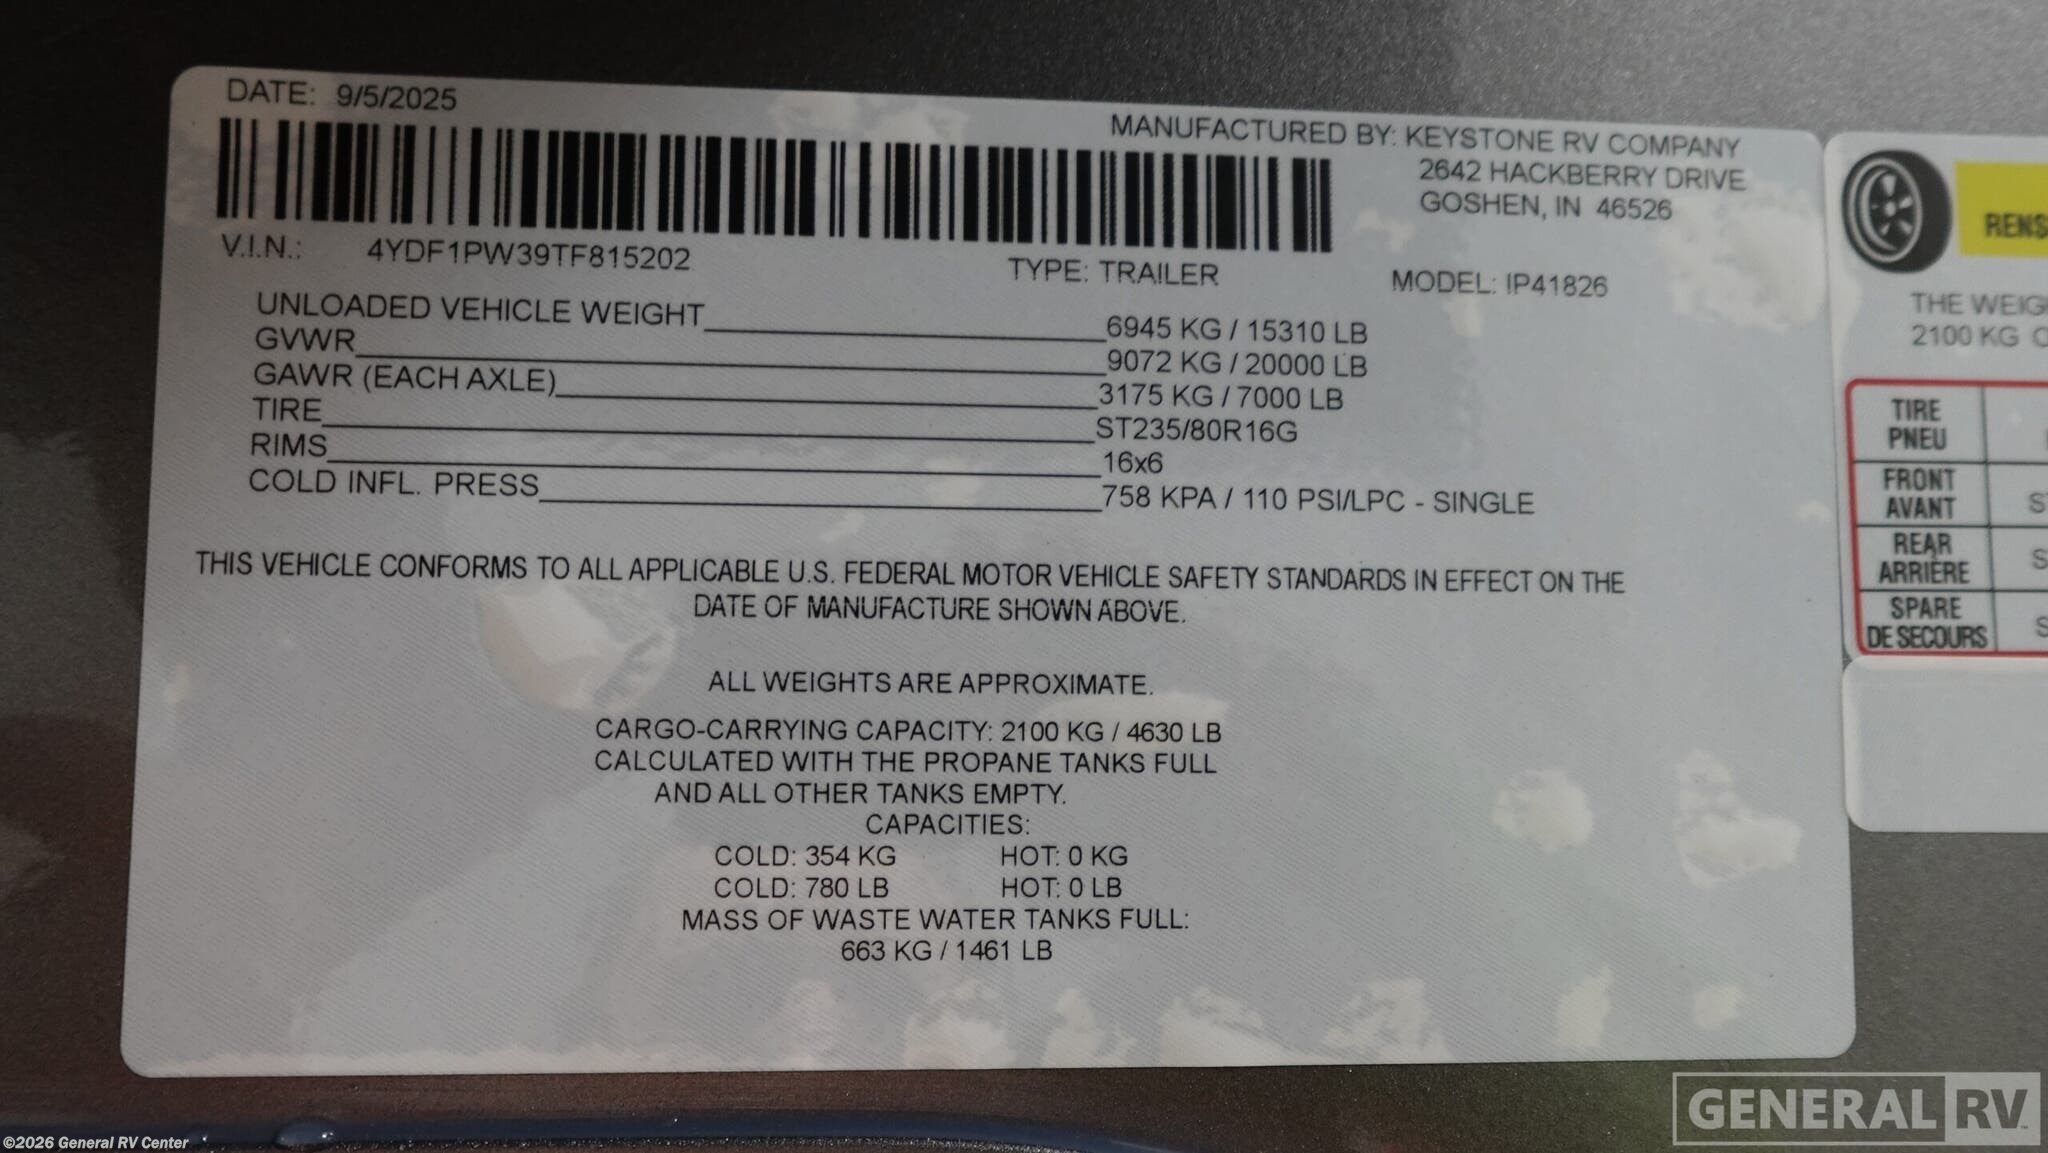 DATE: 9/5/2025
MANUFACTURED BY: KEYSTONE RV COMPANY
2642 HACKBERRY DRIVE
GOSHEN, IN 46526
V.I.N.: 4YDF1PW39TF815202
TYPE: TRAILER
MODEL: IP41826
UNLOADED VEHICLE WEIGHT 6945 KG / 15310 LB
GVWR 9072 KG / 20000 LB
GAWR (EACH AXLE) 3175 KG / 7000 LB
TIRE ST235/80R16G
RIMS 16x6
COLD INFL. PRESS 758 KPA / 110 PSI/LPC - SINGLE
THIS VEHICLE CONFORMS TO ALL APPLICABLE U.S. FEDERAL MOTOR VEHICLE SAFETY STANDARDS IN EFFECT ON THE
DATE OF MANUFACTURE SHOWN ABOVE.
ALL WEIGHTS ARE APPROXIMATE.
CARGO-CARRYING CAPACITY: 2100 KG / 4630 LB
CALCULATED WITH THE PROPANE TANKS FULL
AND ALL OTHER TANKS EMPTY.
CAPACITIES:
COLD: 354 KG HOT: 0 KG
COLD: 780 LB HOT: 0 LB
MASS OF WASTE WATER TANKS FULL:
663 KG / 1461 LB
THE
2100 KG
TIRE
PNEU
FRONT
AVANT
REAR
ARRIÈRE
SPARE
DE SECOURS
GENERAL RV
©2026 General RV Center